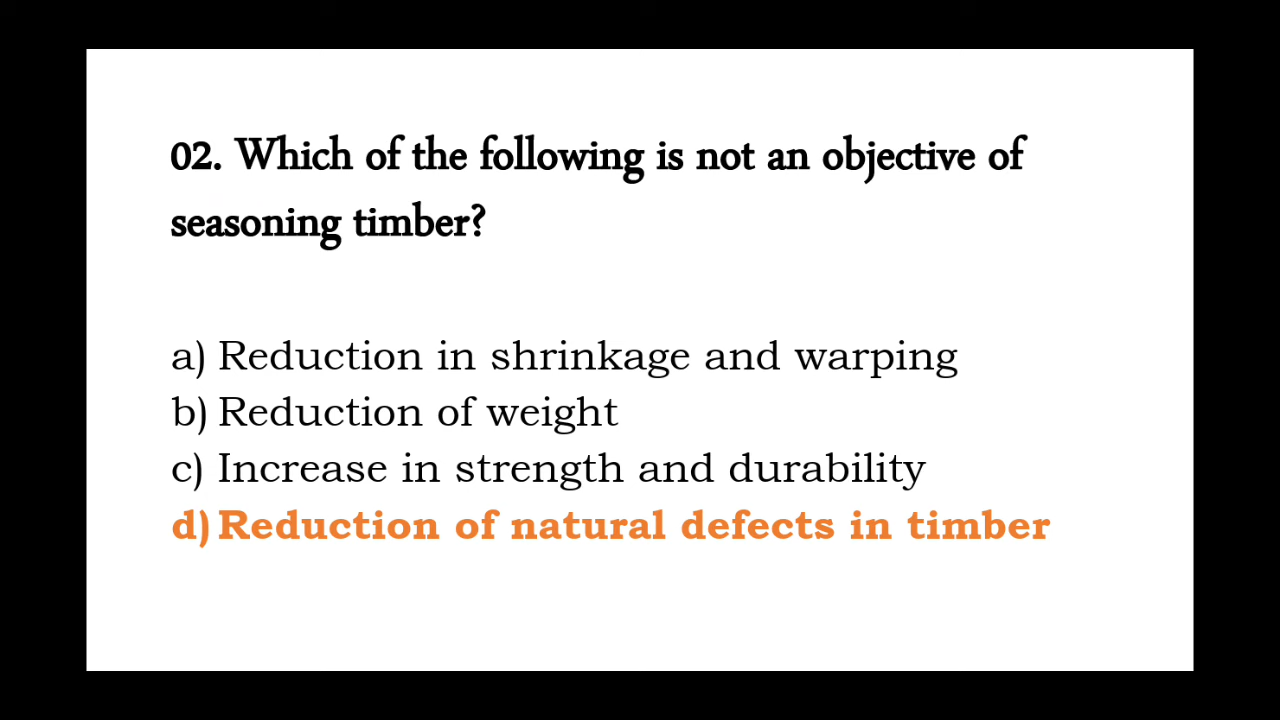 02. Which of the following is not an objective of
seasoning timber?
a) Reduction in shrinkage and warping
b) Reduction of weight
c) Increase in strength and durability
d) Reduction of natural defects in timber